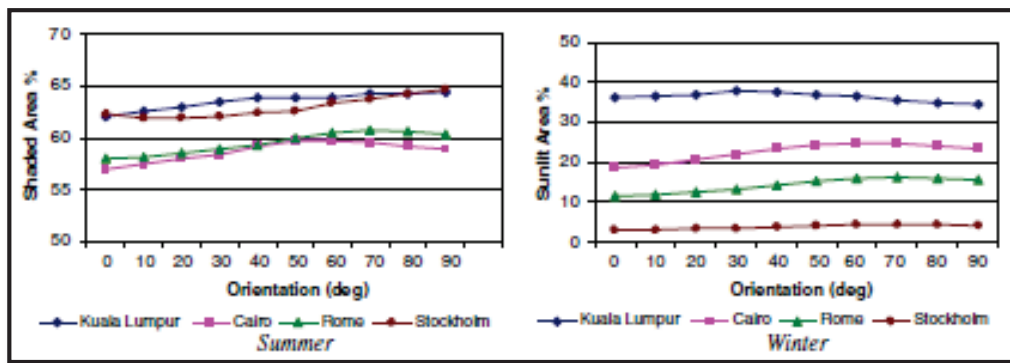 Shaded Area %
70
65
60
55
50
0 10 20 30 40 50 60 70 80 90
Orientation (deg)
Kuala Lumpur Cairo Rome Stockholm
Summer
Sunilt Area %
50
40
30
20
10
0
0 10 20 30 40 50 60 70 80 90
Orientation (deg)
Kuala Lumpur Cairo Rome Stockholm
Winter